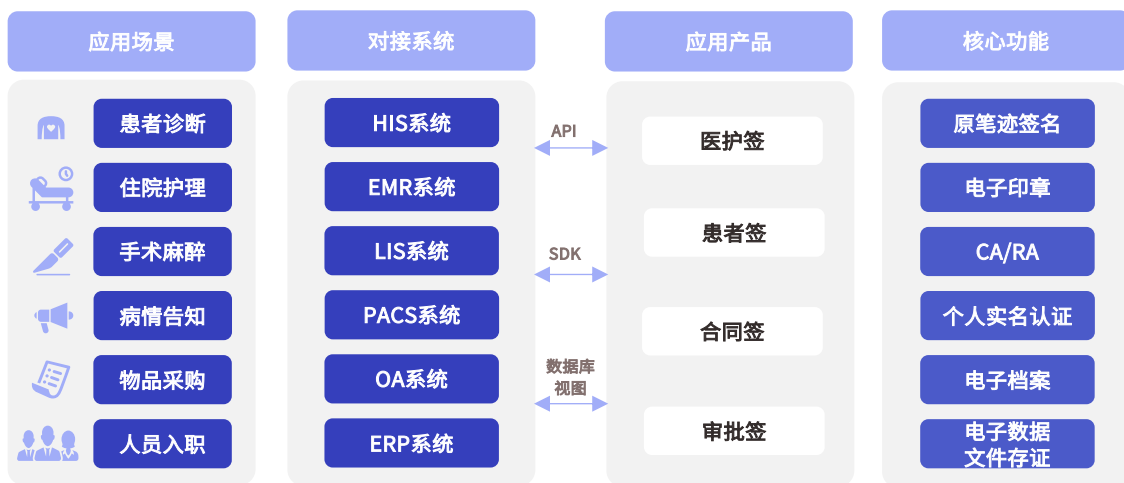 应用场景
患者诊断
住院护理
手术麻醉
病情告知
物品采购
人员入职
对接系统
HIS系统
EMR系统
LIS系统
PACS系统
OA系统
ERP系统
API
SDK
数据库
视图
应用产品
医护签
患者签
合同签
审批签
核心功能
原笔迹签名
电子印章
CA/RA
个人实名认证
电子档案
电子数据
文件存证